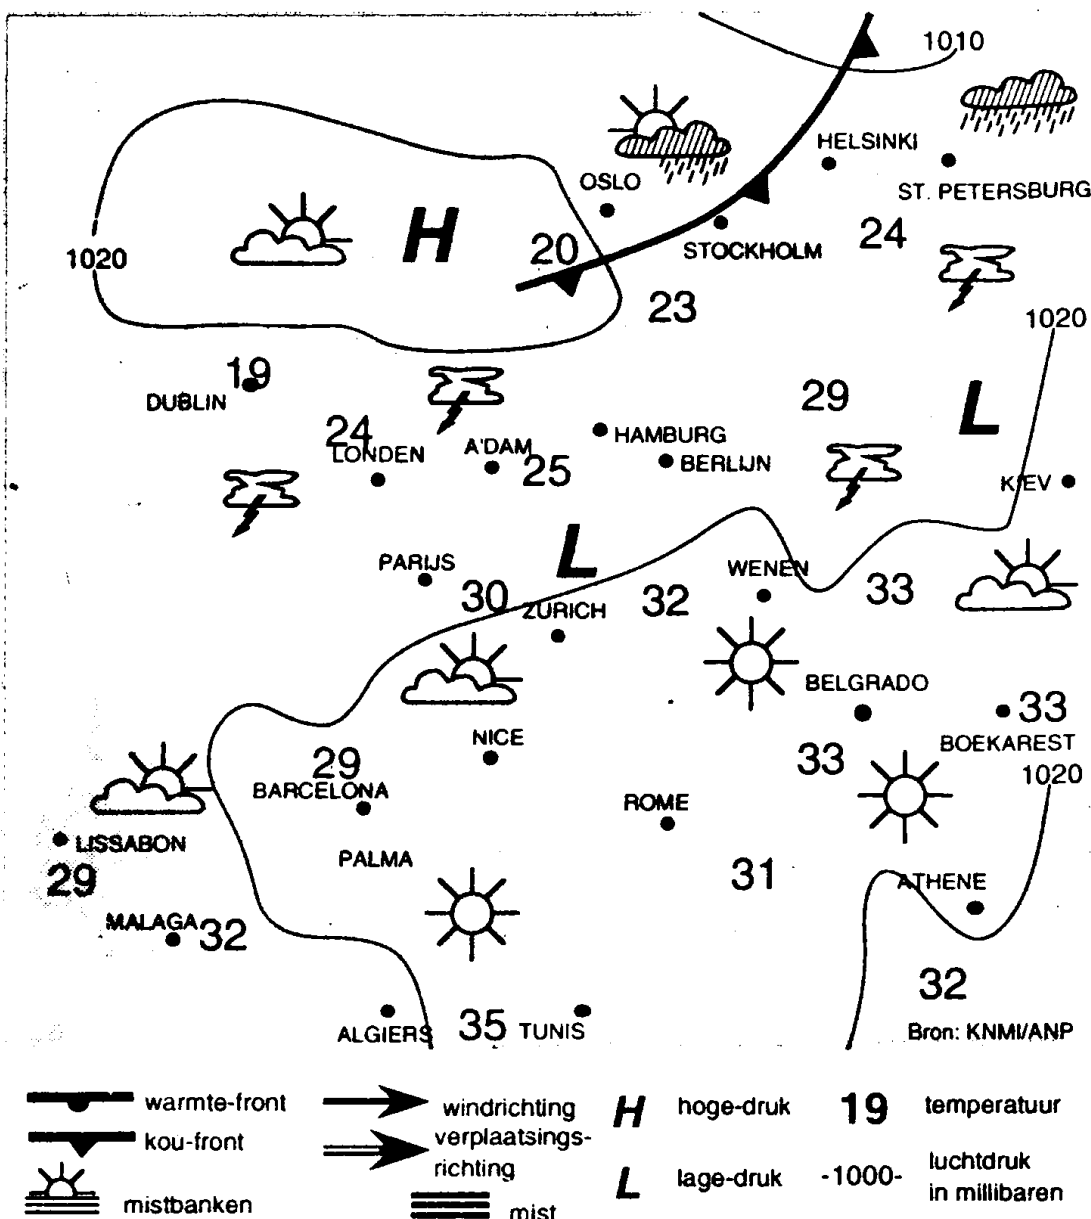 1010
HELSINKI
OSLO
ST. PETERSBURG
H
20
STOCKHOLM
24
1020
23
1020
19
DUBLIN
29
L
24
LONDEN
A'DAM
25
HAMBURG
BERLIJN
KIEV
L
PARIJS
WENEN
30
ZURICH
32
33
BELGRADO
33
NICE
BOEKAREST
29
33
1020
BARCELONA
ROME
LISSABON
PALMA
29
31
ATHENE
MALAGA
32
32
ALGIERS
35
TUNIS
Bron: KNMI/ANP
warmte-front
windrichting
H
hoge-druk
19
temperatuur
kou-front
verplaatsings-
richting
L
lage-druk
-1000-
luchtdruk
in millibaren
mistbanken
mist